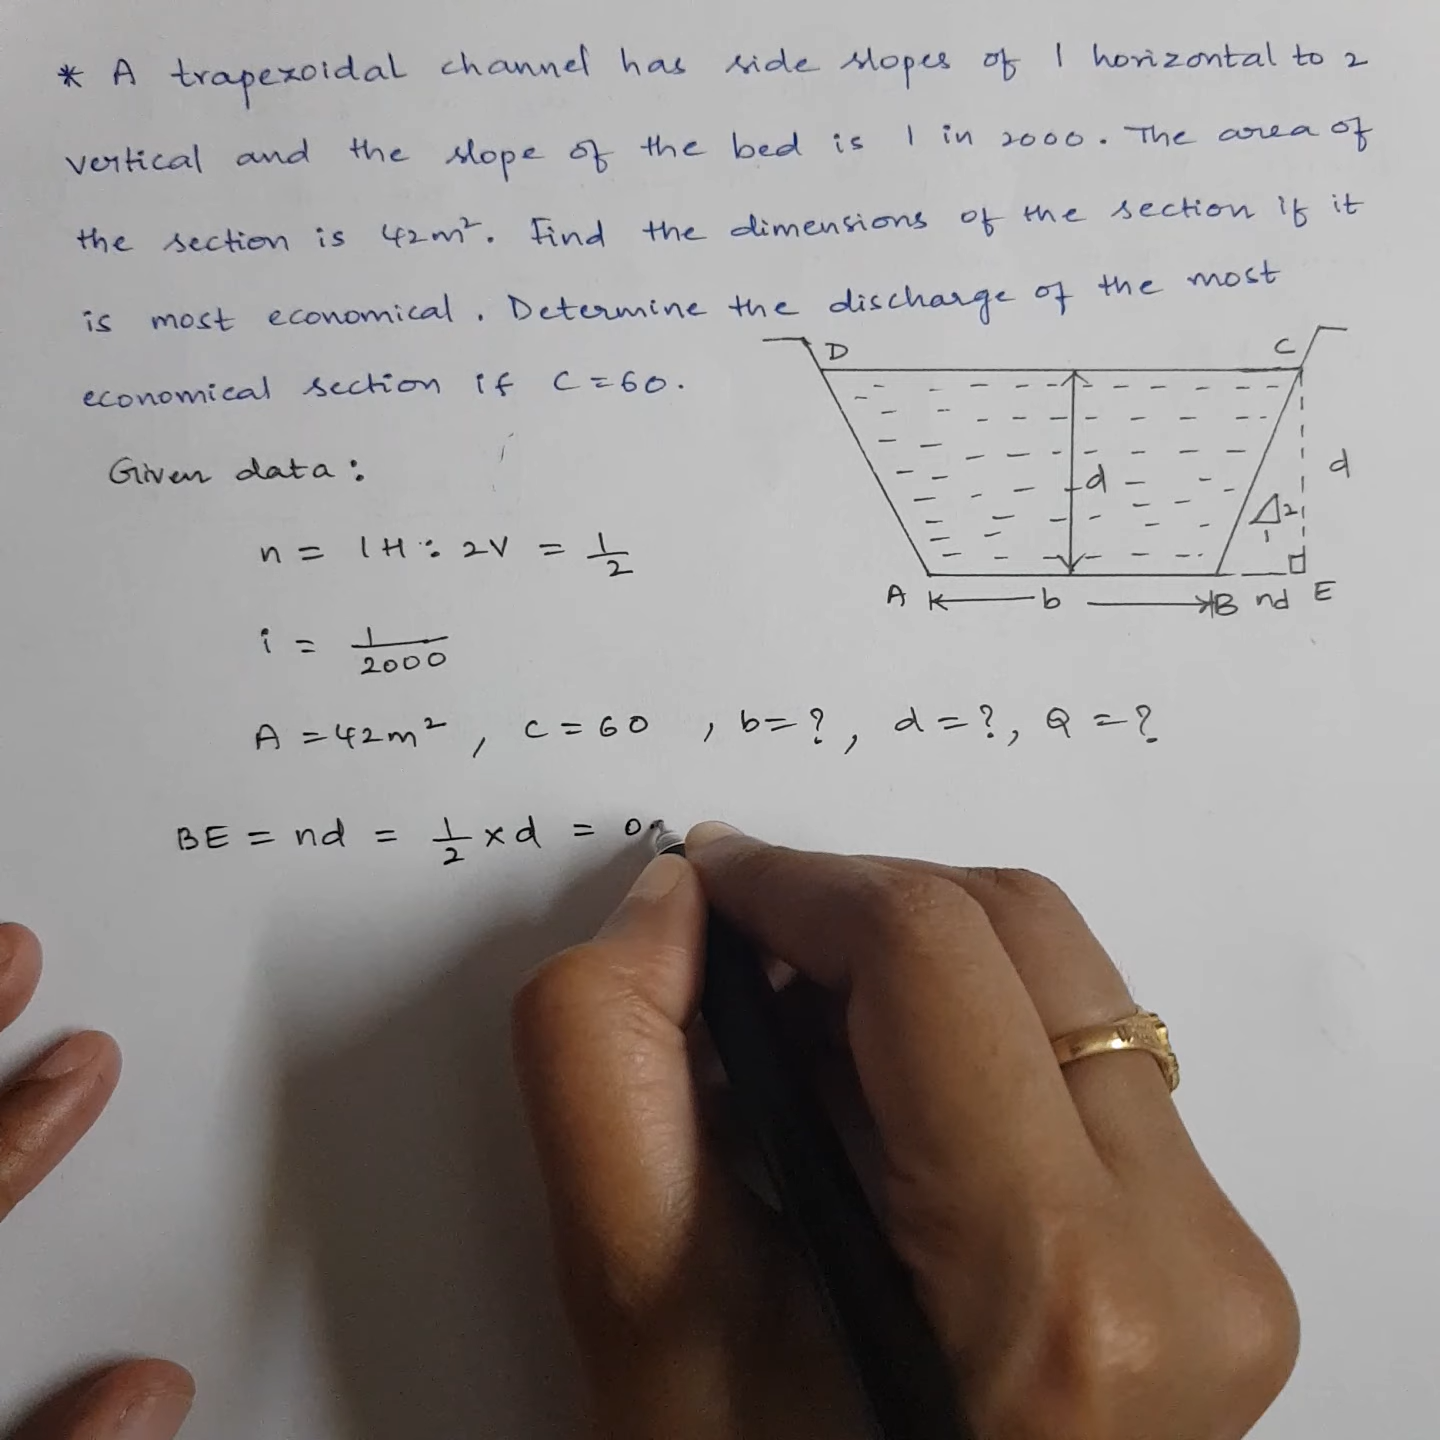 * A trapezoidal channel has side slopes of 1 horizontal to 2
vertical and the slope of the bed is 1 in 2000. The area of
the section is 42m². Find the dimensions of the section if it
is most economical. Determine the discharge of the most
economical section if C=60.
D C
d d
2
1
A b B nd E
Given data:
n = 1H : 2V = 1/2
i = 1/2000
A = 42m², C = 60, b=?, d=?, Q=?
BE = nd = 1/2 × d = 0.